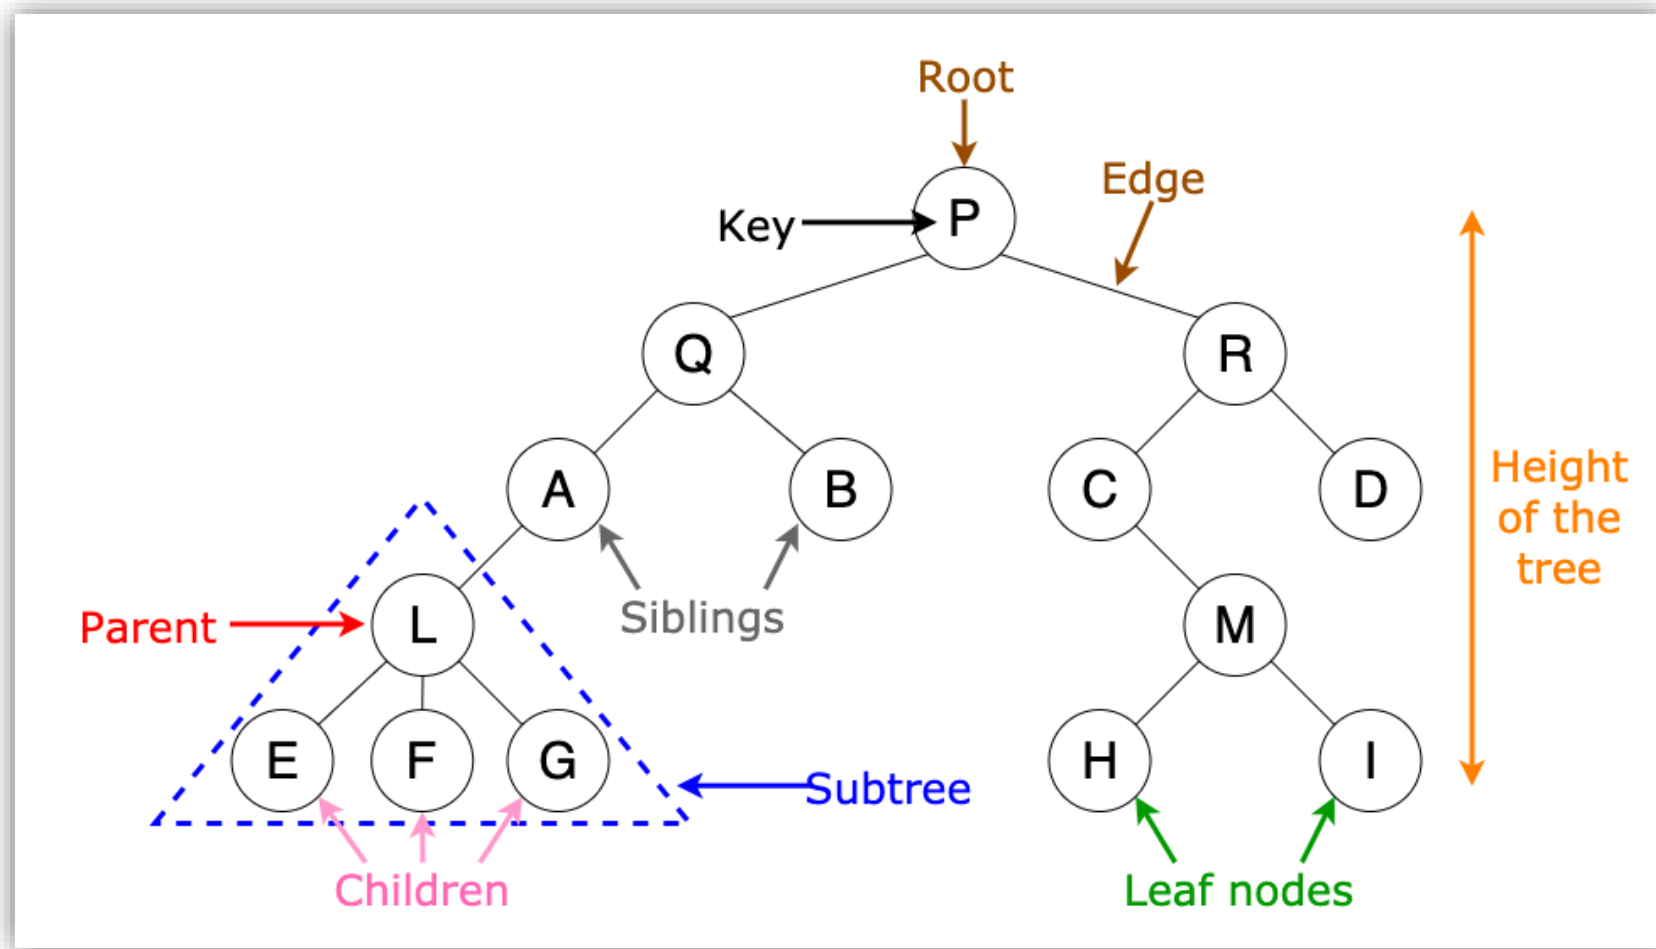 Root
Edge
Key
P
Q
R
A
B
C
D
Height
of the
tree
Siblings
Parent
L
M
E
F
G
H
I
Subtree
Children
Leaf nodes